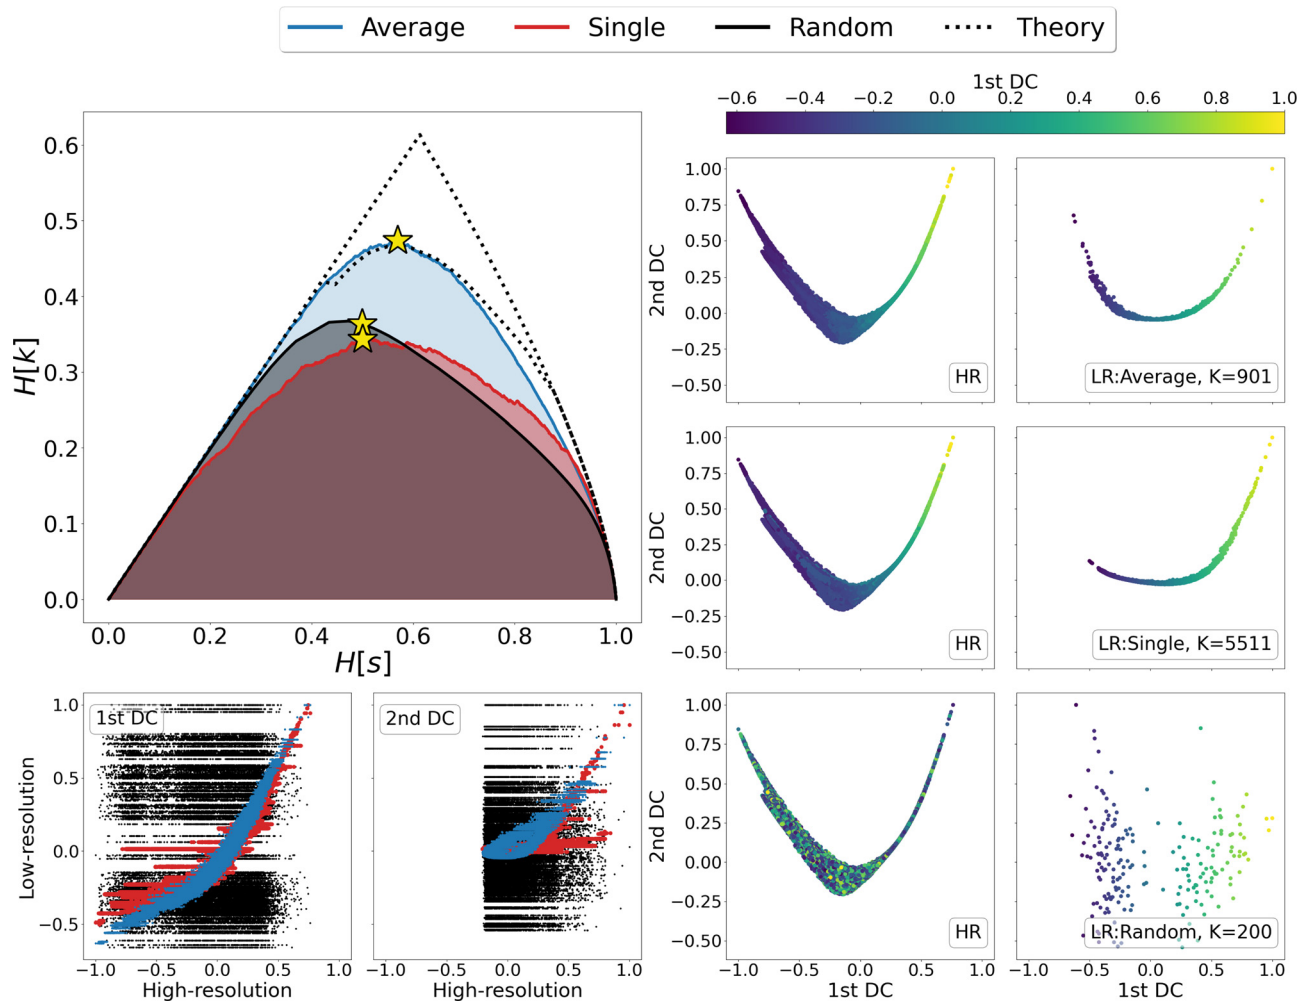 Average Single Random Theory
1st DC
−0.6 −0.4 −0.2 0.0 0.2 0.4 0.6 0.8 1.0
0.6
0.5
0.4
0.3
0.2
0.1
0.0
H[k]
0.0 0.2 0.4 0.6 0.8 1.0
H[s]
1.00
0.75
0.50
0.25
0.00
−0.25
−0.50
2nd DC
HR
LR:Average, K=901
1.00
0.75
0.50
0.25
0.00
−0.25
−0.50
2nd DC
HR
LR:Single, K=5511
1.0
0.5
0.0
−0.5
Low-resolution
1st DC
−1.0 −0.5 0.0 0.5 1.0
High-resolution
2nd DC
−1.0 −0.5 0.0 0.5 1.0
High-resolution
1.00
0.75
0.50
0.25
0.00
−0.25
−0.50
2nd DC
HR
−1.0 −0.5 0.0 0.5 1.0
1st DC
LR:Random, K=200
−1.0 −0.5 0.0 0.5 1.0
1st DC